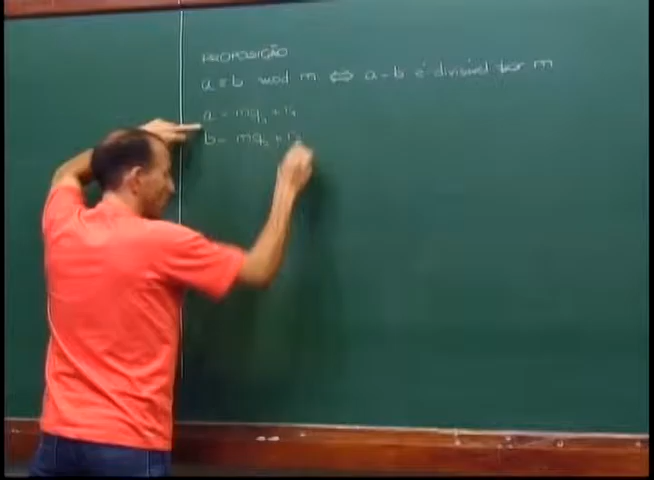 PROPOSIÇÃO
a ≡ b mod m ⇔ a - b é divisível por m
a = mq₁ + r₁
b = mq₂ + r₂